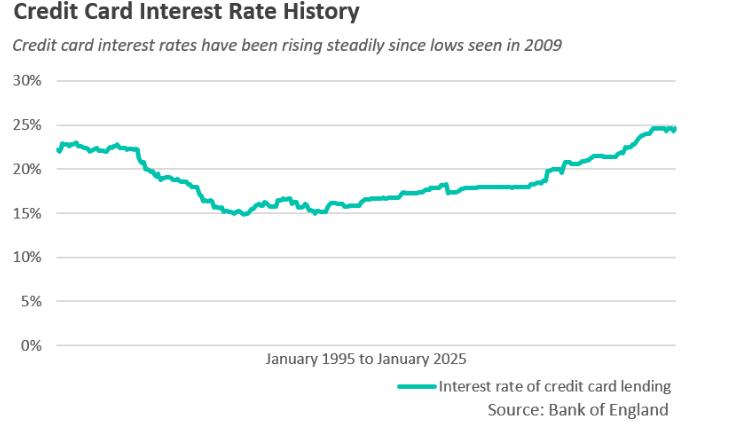 Credit Card Interest Rate History
Credit card interest rates have been rising steadily since lows seen in 2009
30%
25%
20%
15%
10%
5%
0%
January 1995 to January 2025
Interest rate of credit card lending
Source: Bank of England